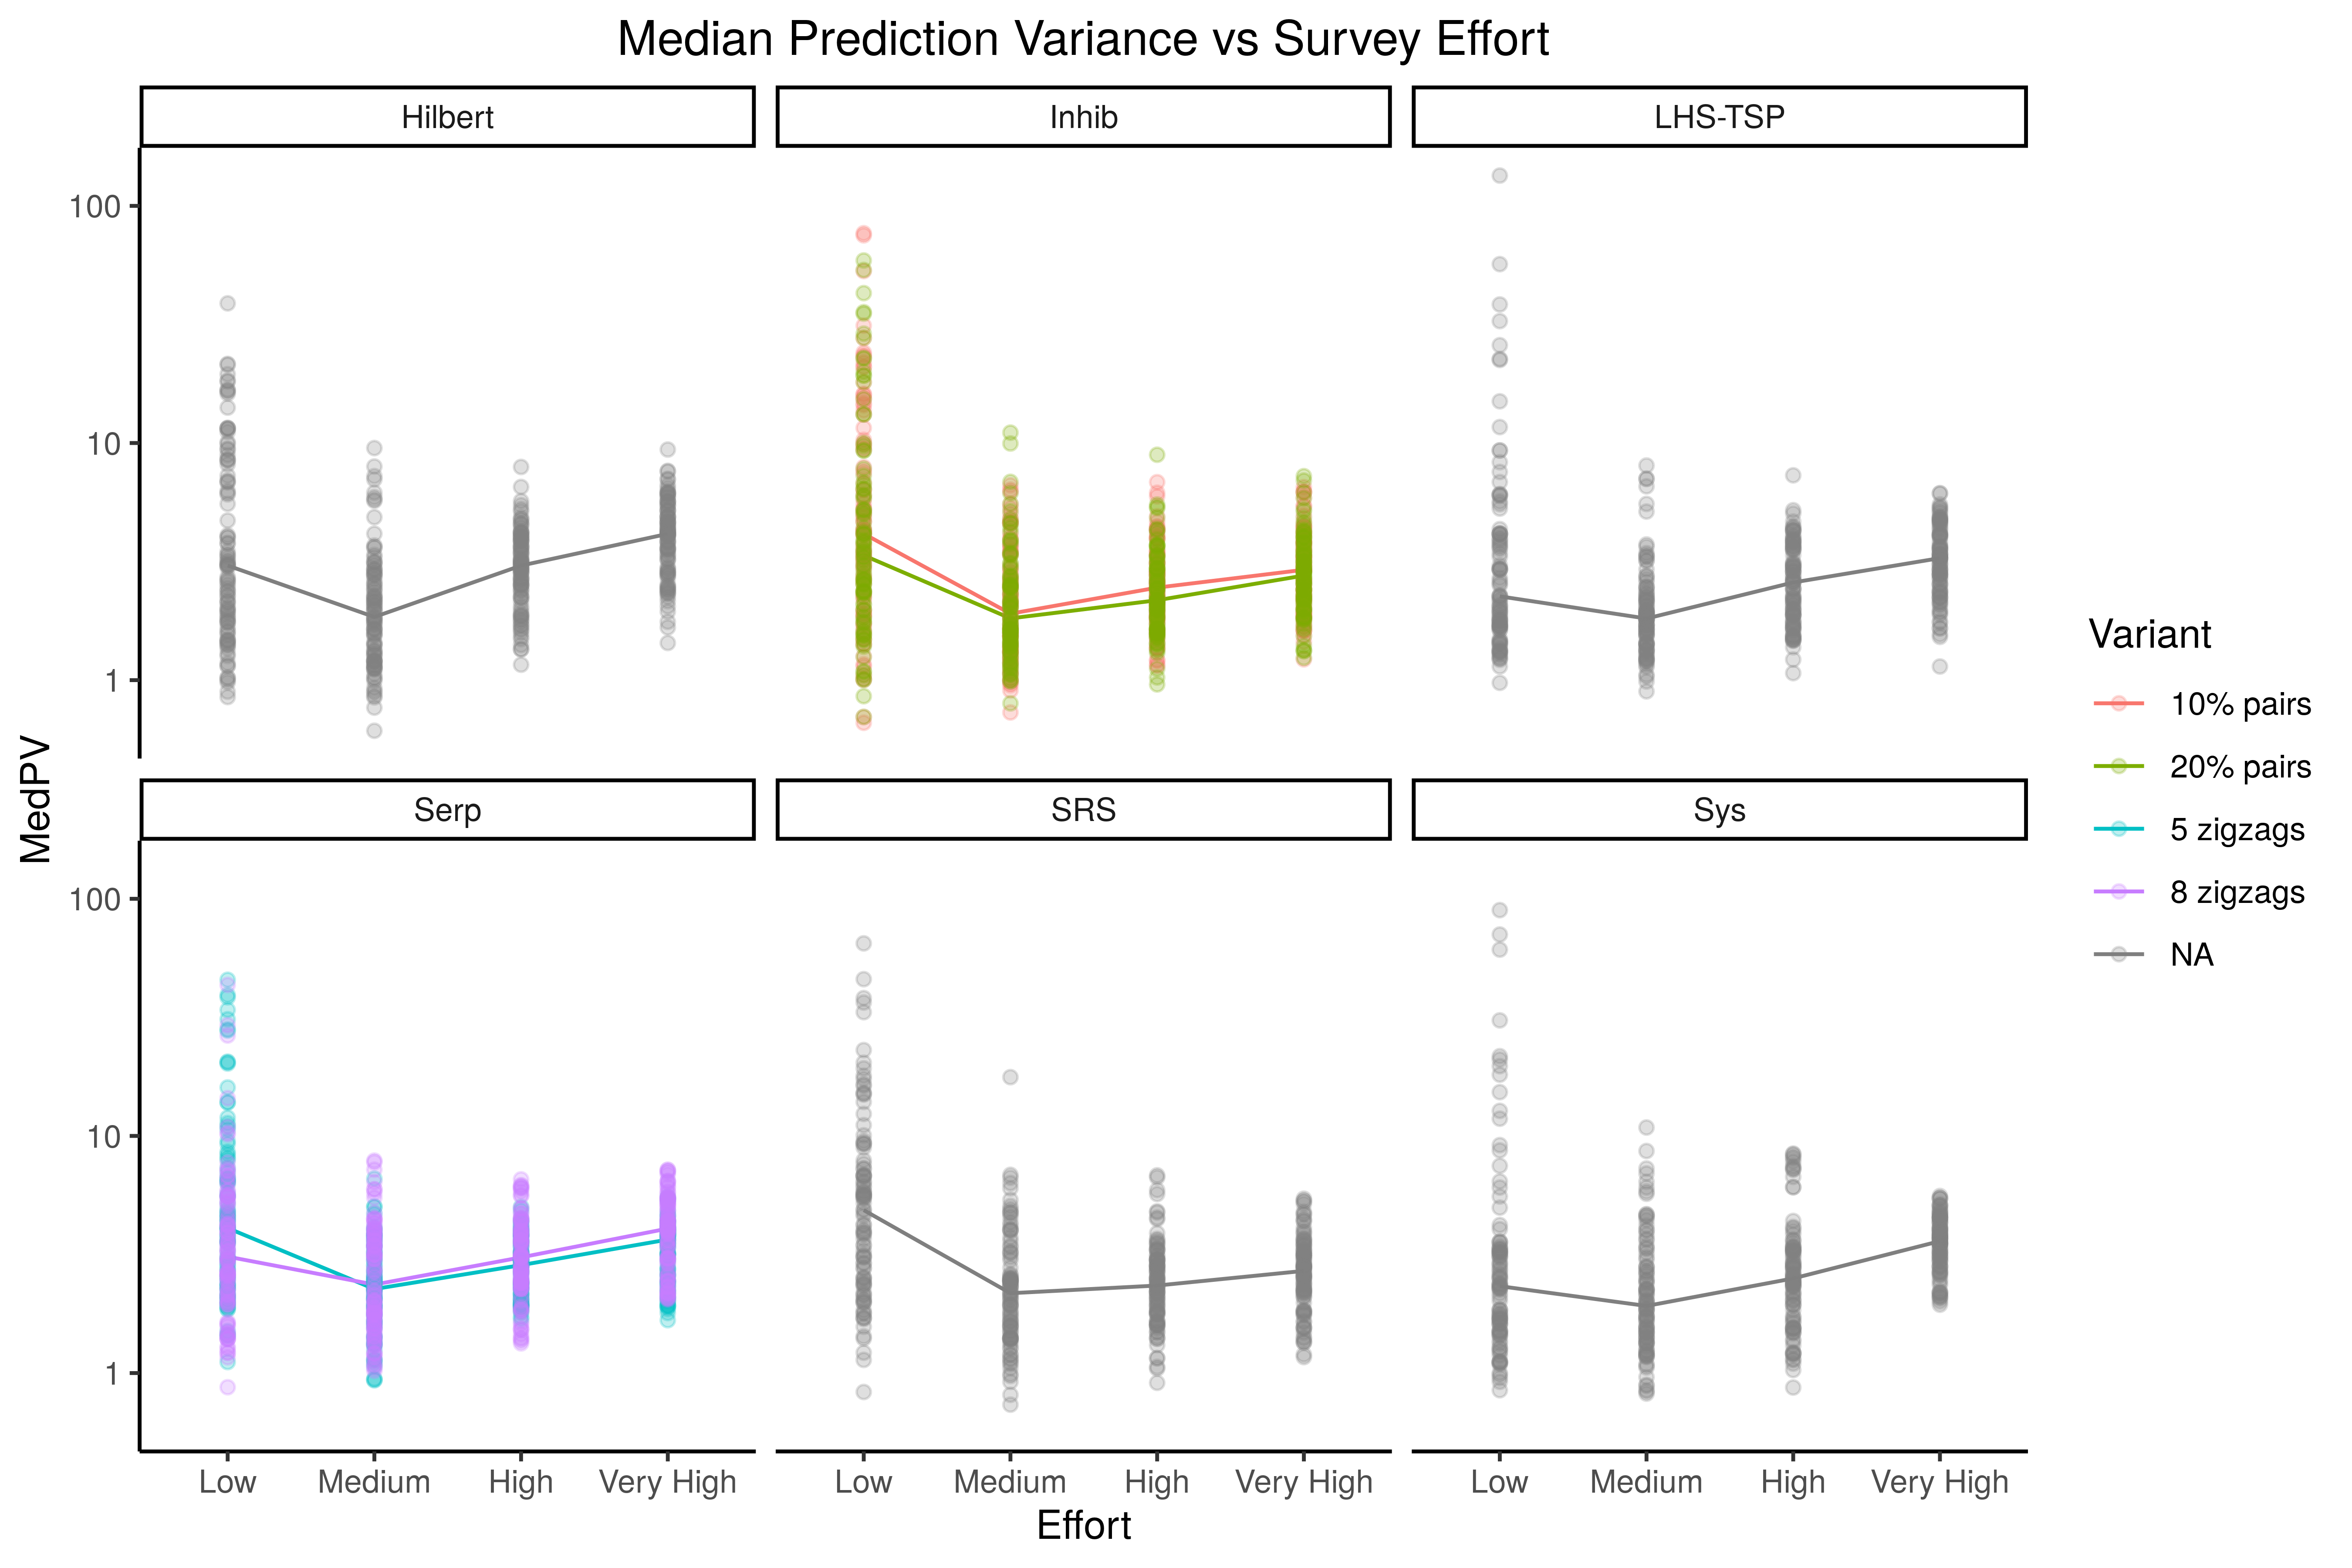 Median Prediction Variance vs Survey Effort
Hilbert
Inhib
LHS-TSP
100
10
1
Serp
SRS
Sys
100
10
1
MedPV
Low Medium High Very High
Low Medium High Very High
Low Medium High Very High
Effort
Variant
10% pairs
20% pairs
5 zigzags
8 zigzags
NA